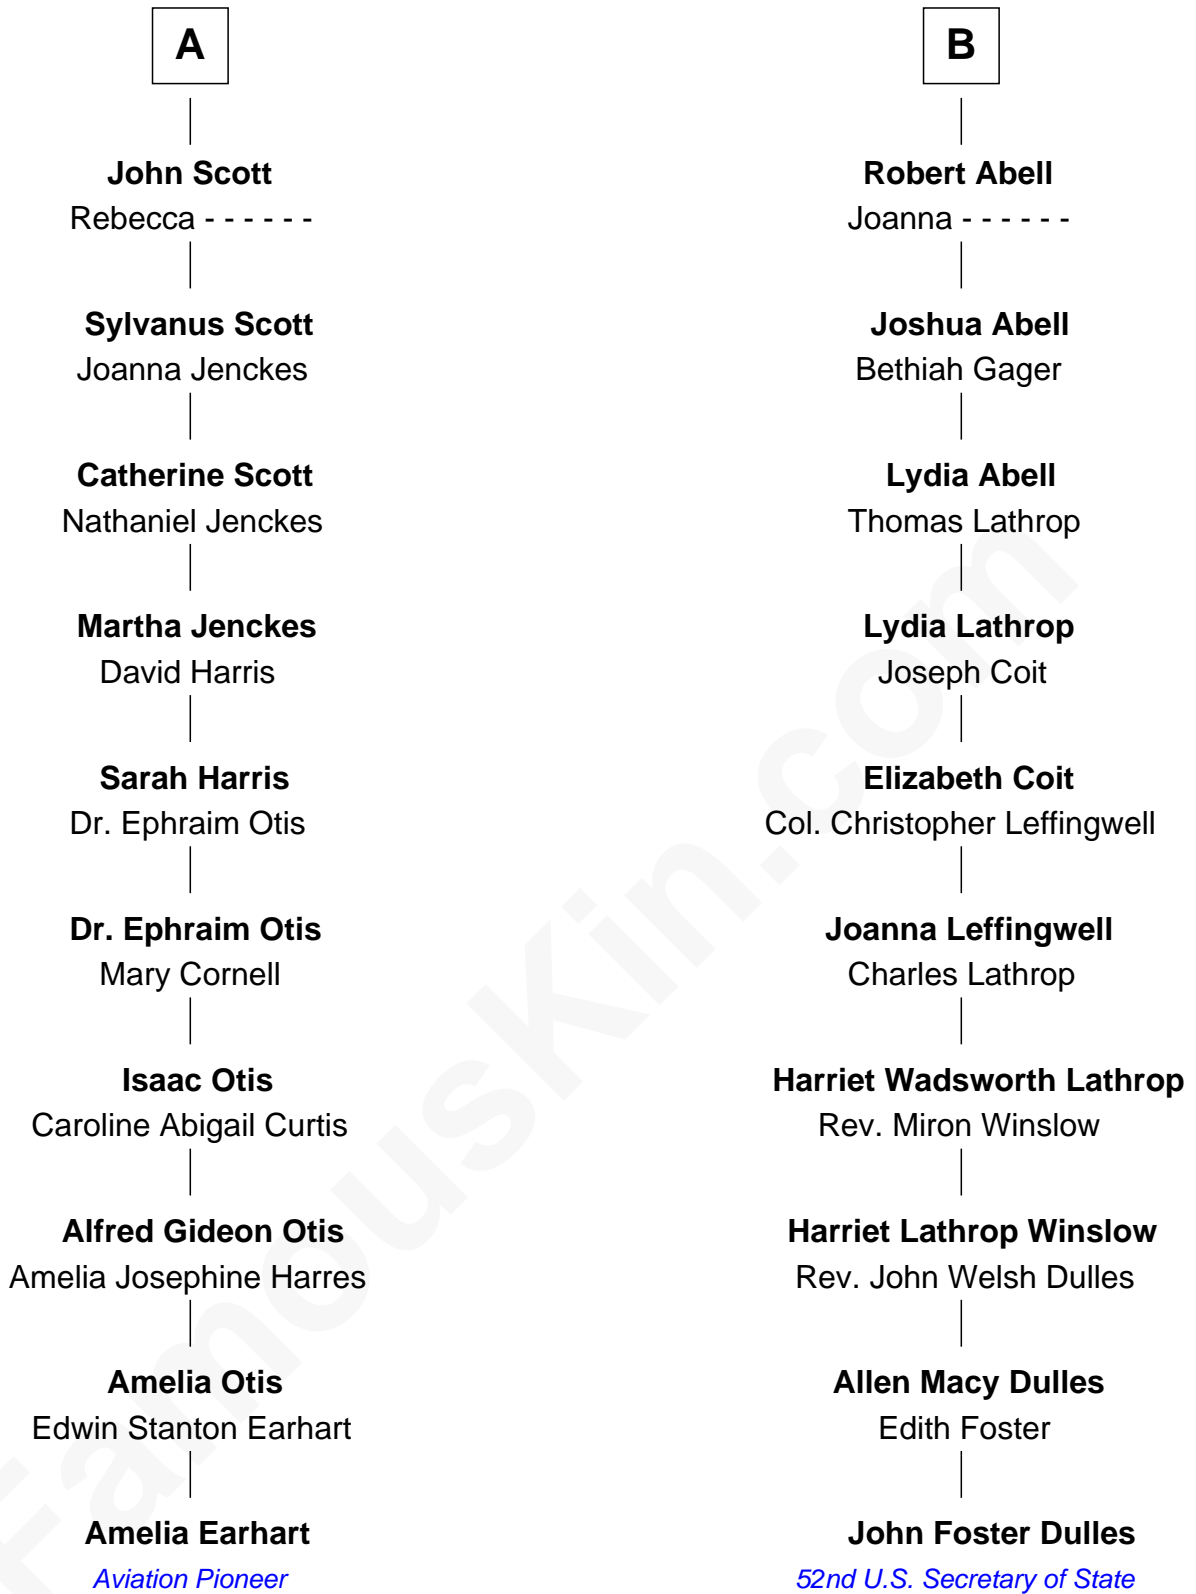 A
John Scott
Rebecca - - - - - -
Sylvanus Scott
Joanna Jenckes
Catherine Scott
Nathaniel Jenckes
Martha Jenckes
David Harris
Sarah Harris
Dr. Ephraim Otis
Dr. Ephraim Otis
Mary Cornell
Isaac Otis
Caroline Abigail Curtis
Alfred Gideon Otis
Amelia Josephine Harres
Amelia Otis
Edwin Stanton Earhart
Amelia Earhart
Aviation Pioneer
B
Robert Abell
Joanna - - - - - -
Joshua Abell
Bethiah Gager
Lydia Abell
Thomas Lathrop
Lydia Lathrop
Joseph Coit
Elizabeth Coit
Col. Christopher Leffingwell
Joanna Leffingwell
Charles Lathrop
Harriet Wadsworth Lathrop
Rev. Miron Winslow
Harriet Lathrop Winslow
Rev. John Welsh Dulles
Allen Macy Dulles
Edith Foster
John Foster Dulles
52nd U.S. Secretary of State
FamousKin.com